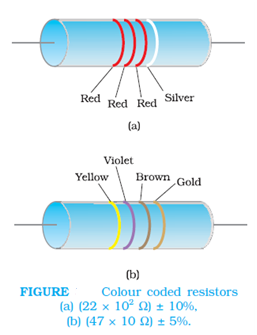 Red Red Red Silver
(a)
Violet
Yellow Brown Gold
(b)
FIGURE Colour coded resistors
(a) (22 × 10² Ω) ± 10%,
(b) (47 × 10 Ω) ± 5%.